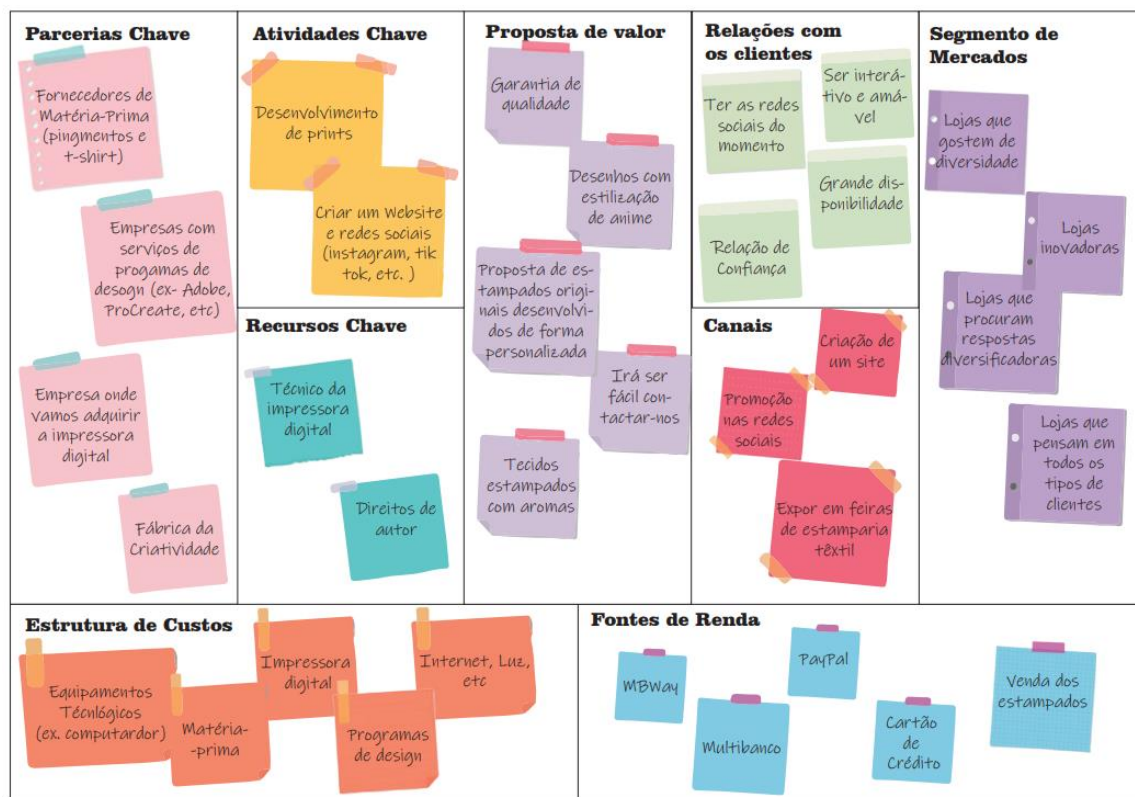 Parcerias Chave
Fornecedores de
Matéria-Prima
(pingmentos e
t-shirt)
Empresas com
serviços de
progamas de
desogn (ex- Adobe,
ProCreate, etc)
Empresa onde
vamos adquirir
a impressora
digital
Fábrica da
Criatividade
Atividades Chave
Desenvolvimento
de prints
Criar um Website
e redes sociais
(instagram, tik
tok, etc. )
Recursos Chave
Técnico da
impressora
digital
Direitos de
autor
Proposta de valor
Garantia de
qualidade
Desenhos com
estilização
de anime
Proposta de es-
tampados origi-
nais desenvolvi-
dos de forma
personalizada
Irá ser
fácil con-
tactar-nos
Tecidos
estampados
com aromas
Relações com
os clientes
Ter as redes
sociais do
momento
Ser interá-
tivo e amá-
vel
Grande dis-
ponibilidade
Relação de
Confiança
Canais
Criação de
um site
Promoção
nas redes
sociais
Expor em feiras
de estamparia
têxtil
Segmento de
Mercados
Lojas que
gostem de
diversidade
Lojas
inovadoras
Lojas que
procuram
respostas
diversificadoras
Lojas que
pensam em
todos os
tipos de
clientes
Estrutura de Custos
Equipamentos
Técnlógicos
(ex. computardor)
Matéria-
-prima
Impressora
digital
Programas
de design
Internet, Luz,
etc
Fontes de Renda
MBWay
Multibanco
PayPal
Cartão
de
Crédito
Venda dos
estampados